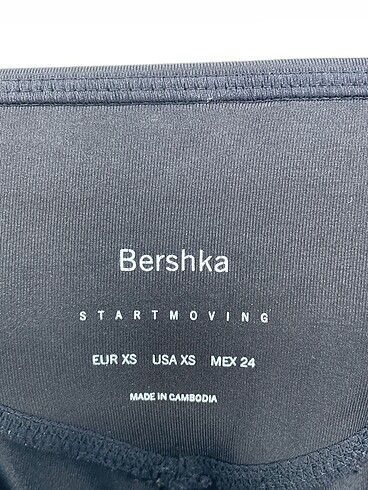 Bershka
STARTMOVING
EUR XS USA XS MEX 24
MADE IN CAMBODIA